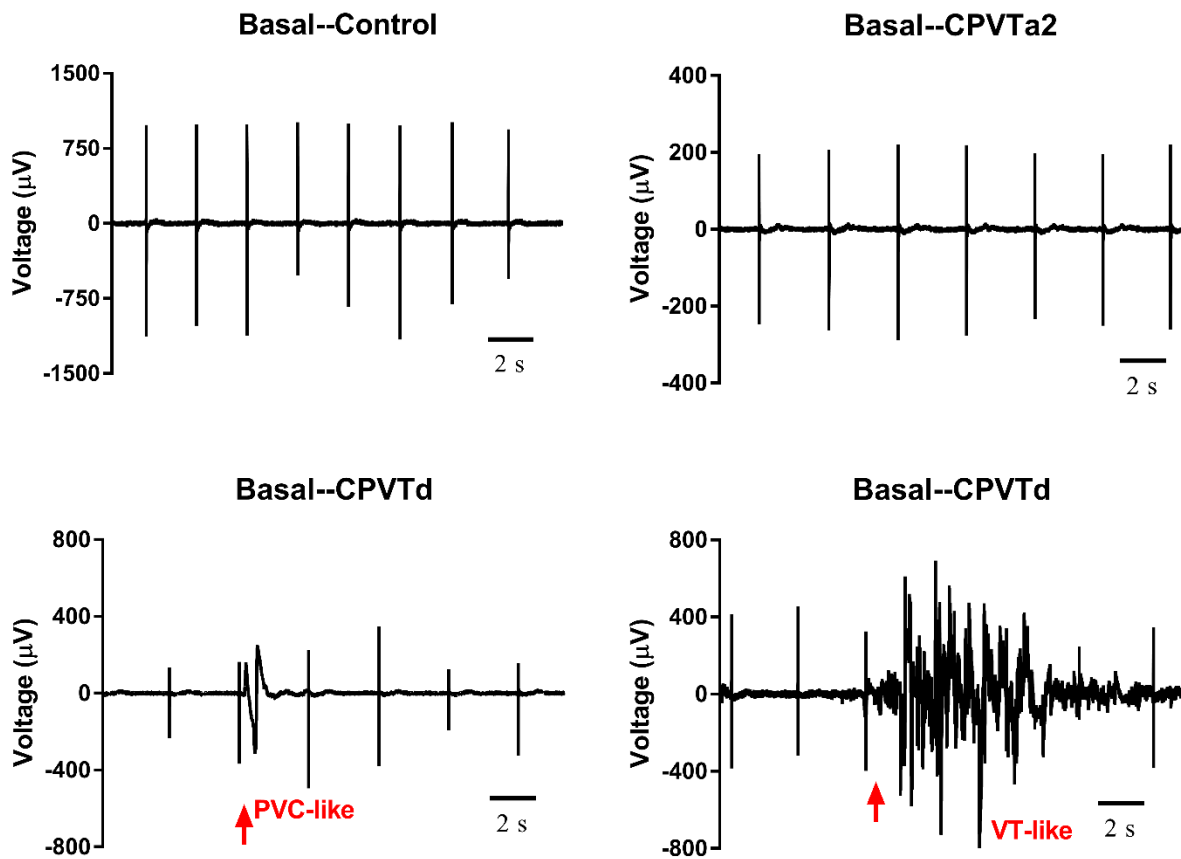 Basal--Control
1500
750
0
-750
-1500
Voltage (µV)
2 s
Basal--CPVTa2
400
200
0
-200
-400
Voltage (µV)
2 s
Basal--CPVTd
800
400
0
-400
-800
Voltage (µV)
PVC-like
2 s
Basal--CPVTd
800
400
0
-400
-800
Voltage (µV)
VT-like
2 s